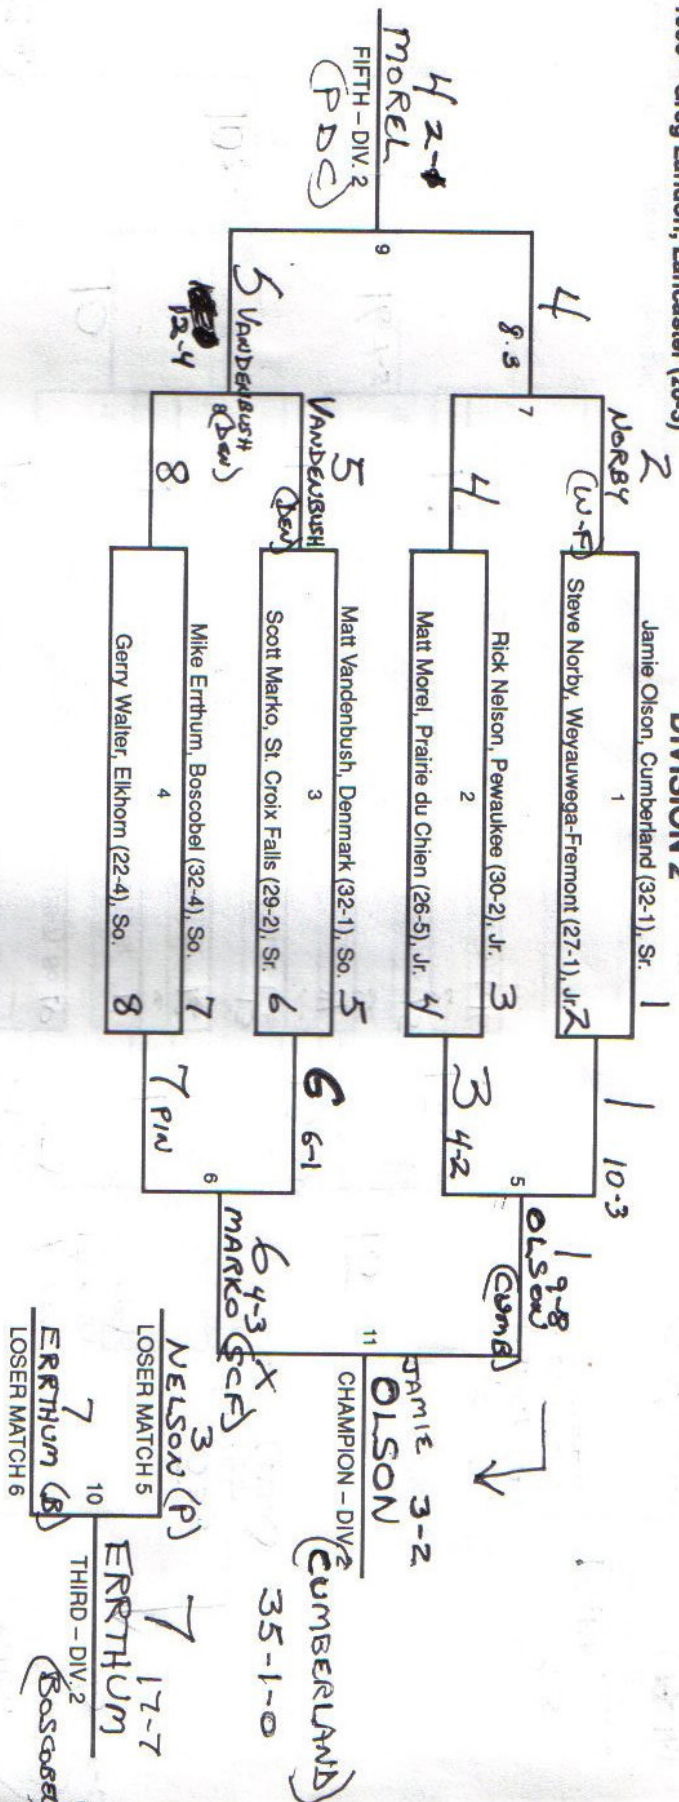 DIVISION 2
Jamie Olson, Cumberland (32-1), Sr. 1
1
Steve Norby, Weyauwega-Fremont (27-1), Jr. 2
Rick Nelson, Pewaukee (30-2), Jr. 3
2
Matt Morel, Prairie du Chien (26-5), Jr. 4
Matt Vandenbush, Denmark (32-1), So. 5
3
Scott Marko, St. Croix Falls (29-2), Sr. 6
Mike Errthum, Boscobel (32-4), So. 7
4
Gerry Walter, Elkhorn (22-4), So. 8
1 10-3
3 4-2
6 6-1
7 PIN
5
1 9-8
OLSON
(CUMB)
6
6 4-3 X
MARKO (SCF)
11
JAMIE 3-2
OLSON
CHAMPION – DIV. 2
(CUMBERLAND)
35-1-0
3
NELSON (P)
LOSER MATCH 5
10
7
ERRTHUM (B)
LOSER MATCH 6
7 17-7
ERRTHUM
THIRD – DIV. 2
(BOSCOBEL
2
NORBY
(W-F)
7
4
5
VANDENBUSH
(DEN)
8
8
4
8-3
5 VANDENBUSH
(DEN)
12-4
9
4 2-
MOREL
FIFTH – DIV. 2
(PDC)